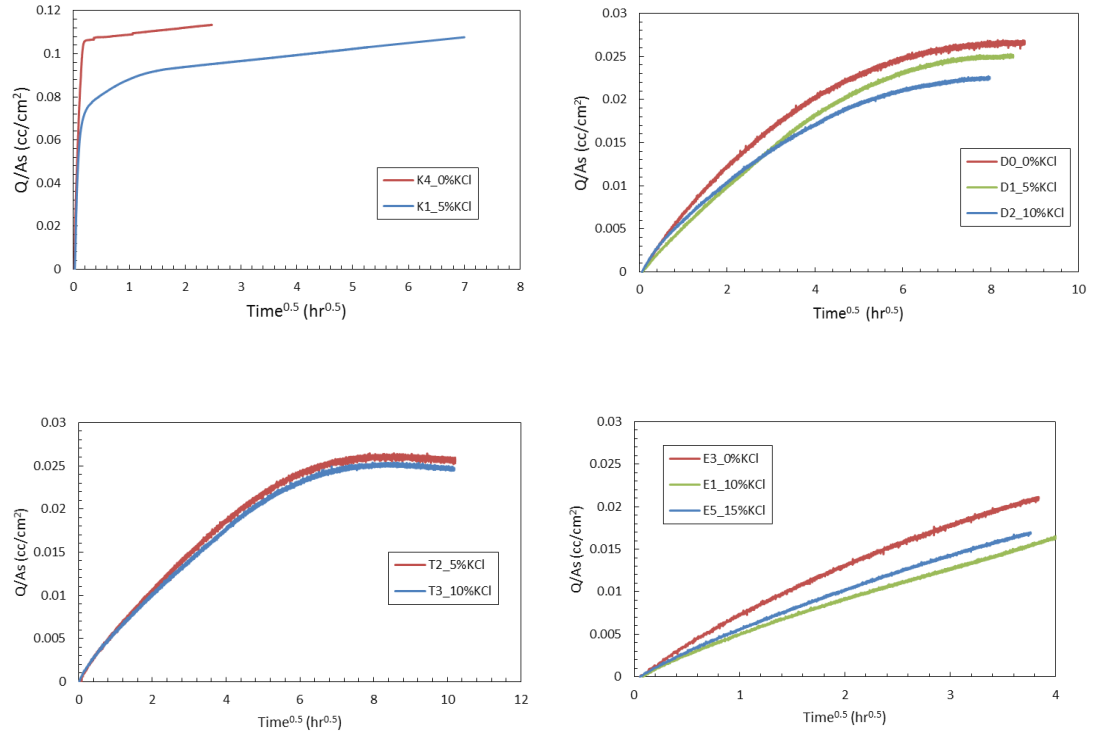 0.12
0.1
0.08
0.06
0.04
0.02
0
Q/As (cc/cm²)
K4_0%KCl
K1_5%KCl
0 1 2 3 4 5 6 7 8
Time^0.5 (hr^0.5)
0.03
0.025
0.02
0.015
0.01
0.005
0
Q/As (cc/cm²)
D0_0%KCl
D1_5%KCl
D2_10%KCl
0 2 4 6 8 10
Time^0.5 (hr^0.5)
0.03
0.025
0.02
0.015
0.01
0.005
0
Q/As (cc/cm²)
T2_5%KCl
T3_10%KCl
0 2 4 6 8 10 12
Time^0.5 (hr^0.5)
0.03
0.025
0.02
0.015
0.01
0.005
0
Q/As (cc/cm²)
E3_0%KCl
E1_10%KCl
E5_15%KCl
0 1 2 3 4
Time^0.5 (hr^0.5)